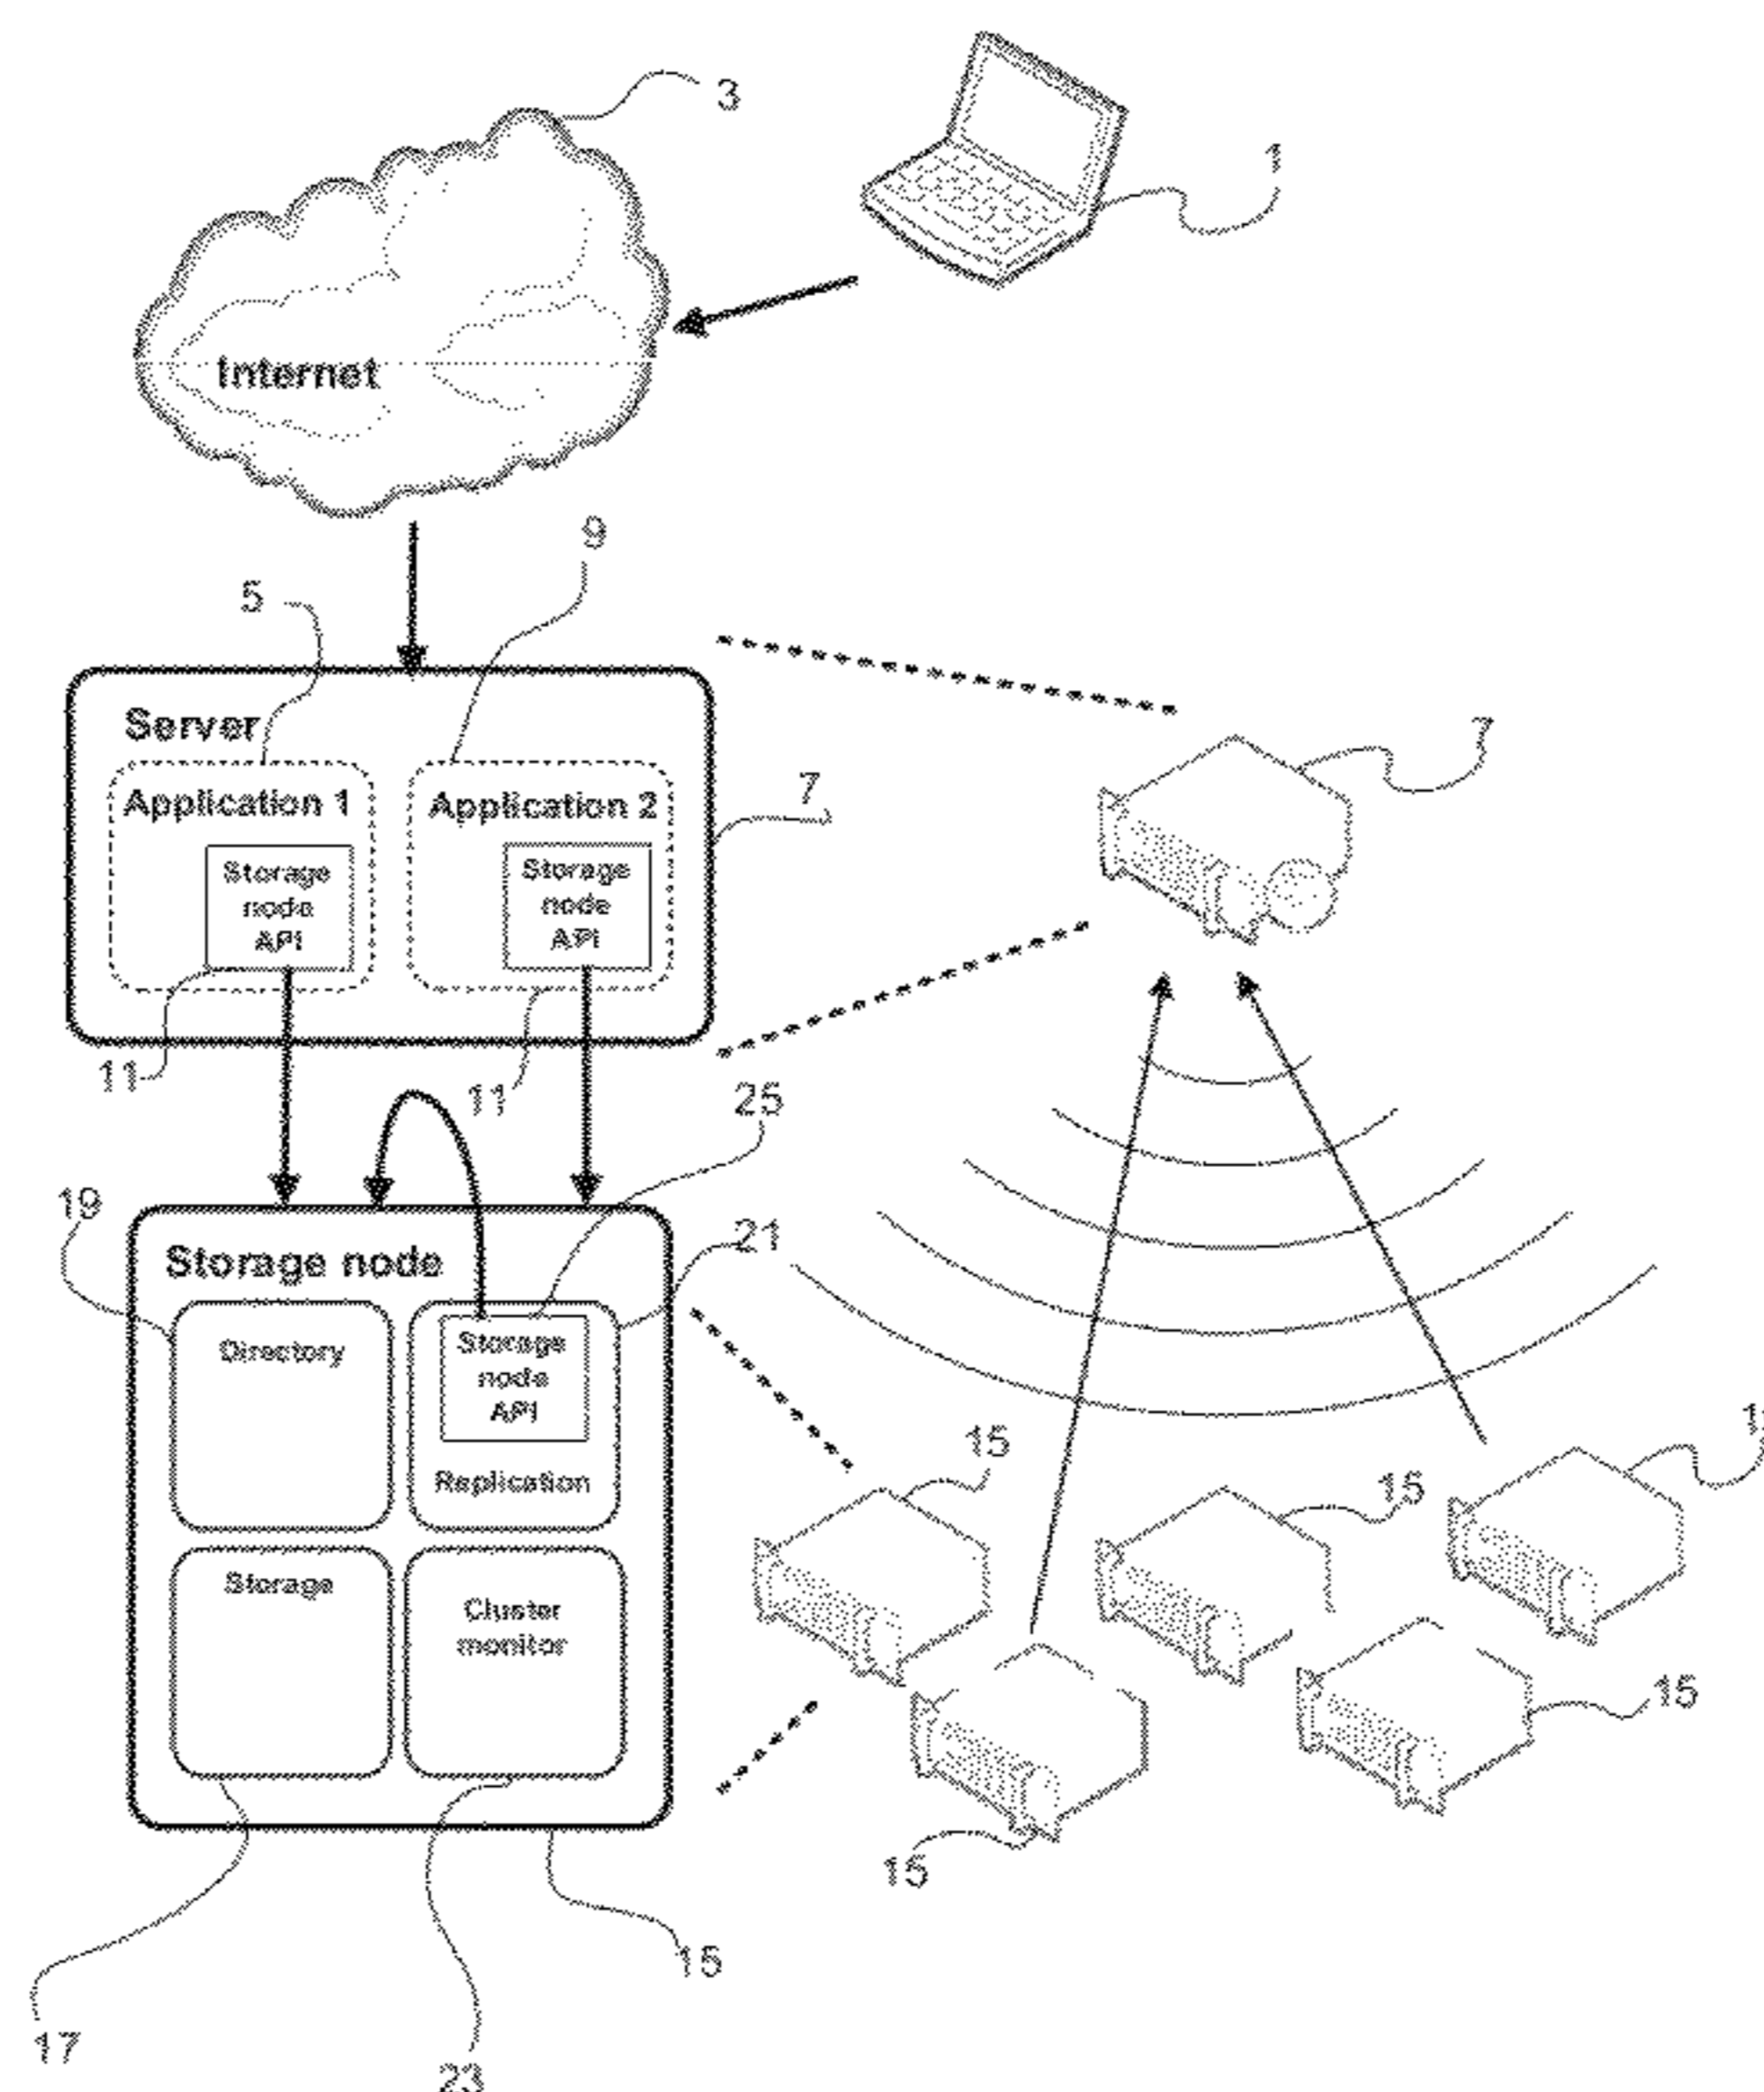 3
1
Internet
9
5
Server
7
Application 1
Application 2
7
Storage
node
API
Storage
node
API
11
11
25
19
21
Storage node
Directory
Storage
node
API
Replication
15
15
Storage
Cluster
monitor
15
15
15
17
23